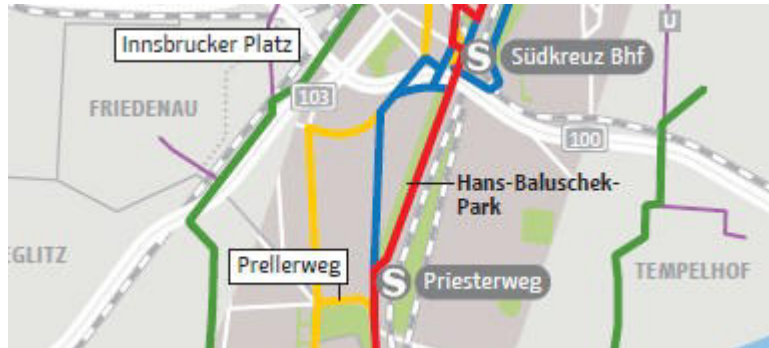 Innsbrucker Platz
S
Südkreuz Bhf
U
103
FRIEDENAU
100
Hans-Baluschek-
Park
EGLITZ
Prellerweg
S
Priesterweg
TEMPELHOF